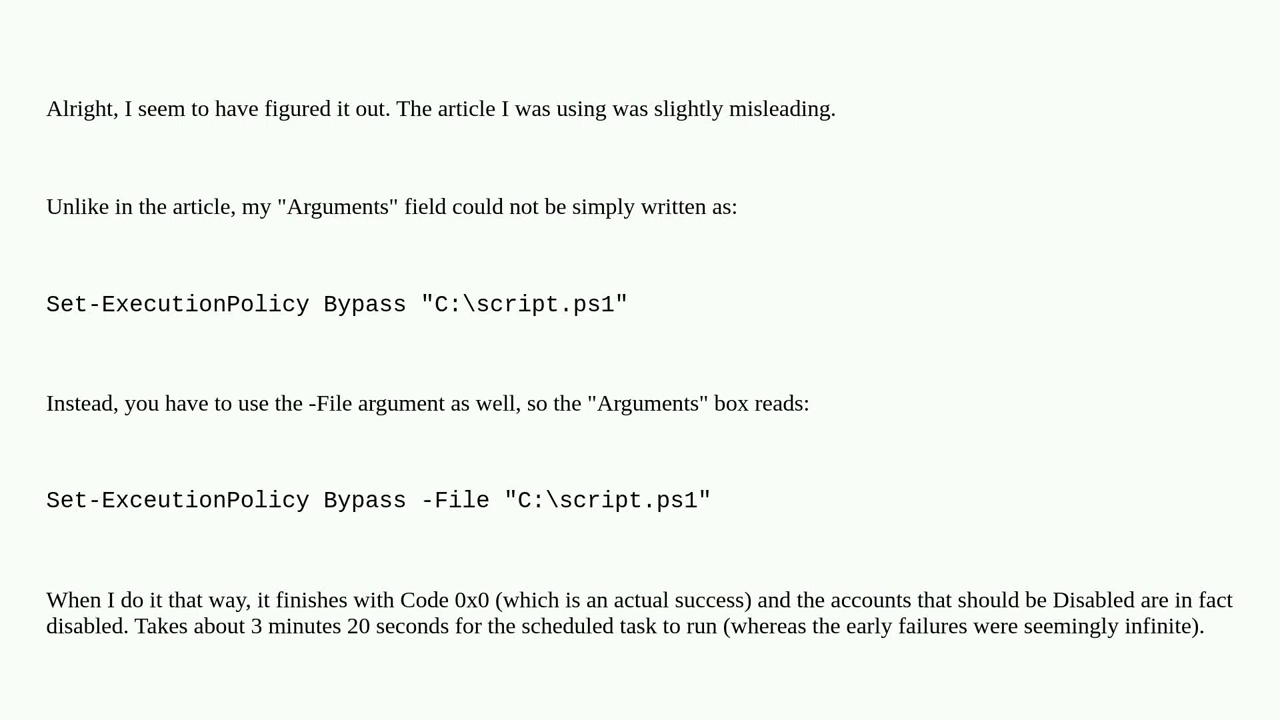 Alright, I seem to have figured it out. The article I was using was slightly misleading.
Unlike in the article, my "Arguments" field could not be simply written as:
Set-ExecutionPolicy Bypass "C:\script.ps1"
Instead, you have to use the -File argument as well, so the "Arguments" box reads:
Set-ExceutionPolicy Bypass -File "C:\script.ps1"
When I do it that way, it finishes with Code 0x0 (which is an actual success) and the accounts that should be Disabled are in fact
disabled. Takes about 3 minutes 20 seconds for the scheduled task to run (whereas the early failures were seemingly infinite).